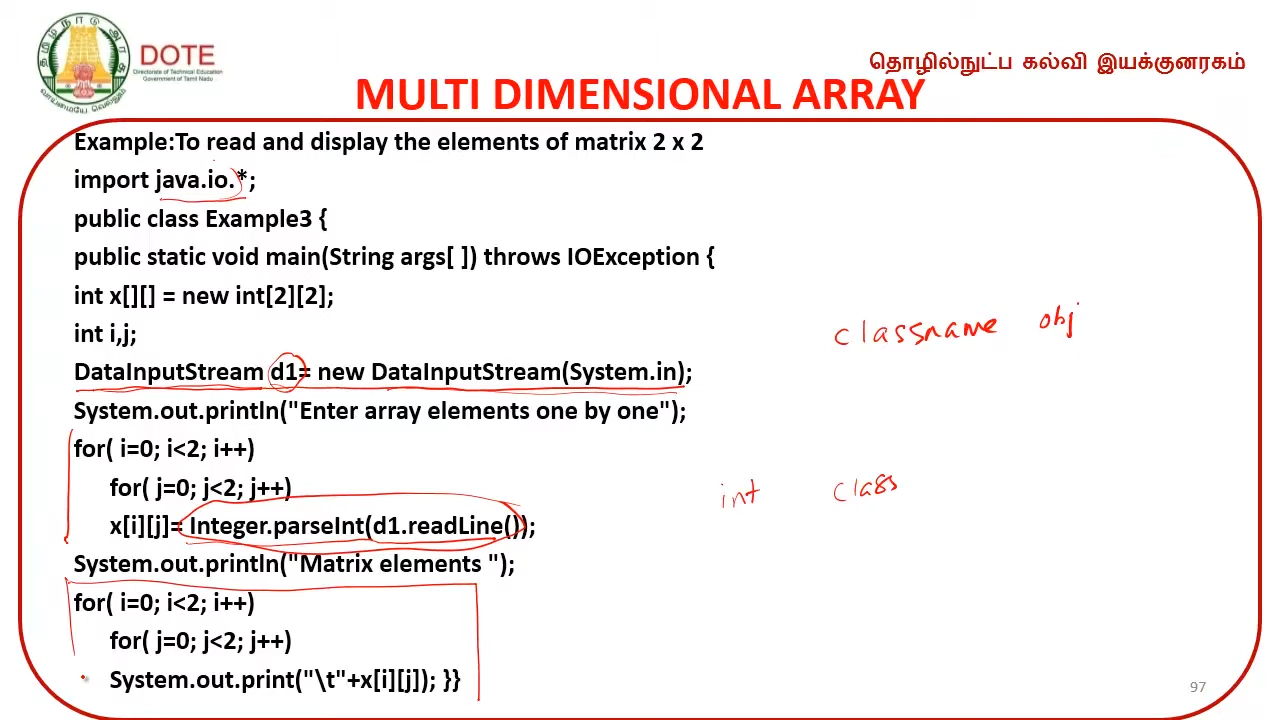 தமிழ்நாடு அரசு
வாய்மையே வெல்லும்
DOTE
Directorate of Technical Education
Government of Tamil Nadu
தொழில்நுட்ப கல்வி இயக்குனரகம்
MULTI DIMENSIONAL ARRAY
Example:To read and display the elements of matrix 2 x 2
import java.io.*;
public class Example3 {
public static void main(String args[ ]) throws IOException {
int x[][] = new int[2][2];
int i,j;
classname obj
DataInputStream d1= new DataInputStream(System.in);
System.out.println("Enter array elements one by one");
for( i=0; i<2; i++)
for( j=0; j<2; j++)
int class
x[i][j]= Integer.parseInt(d1.readLine());
System.out.println("Matrix elements ");
for( i=0; i<2; i++)
for( j=0; j<2; j++)
System.out.print("\t"+x[i][j]); }}
97